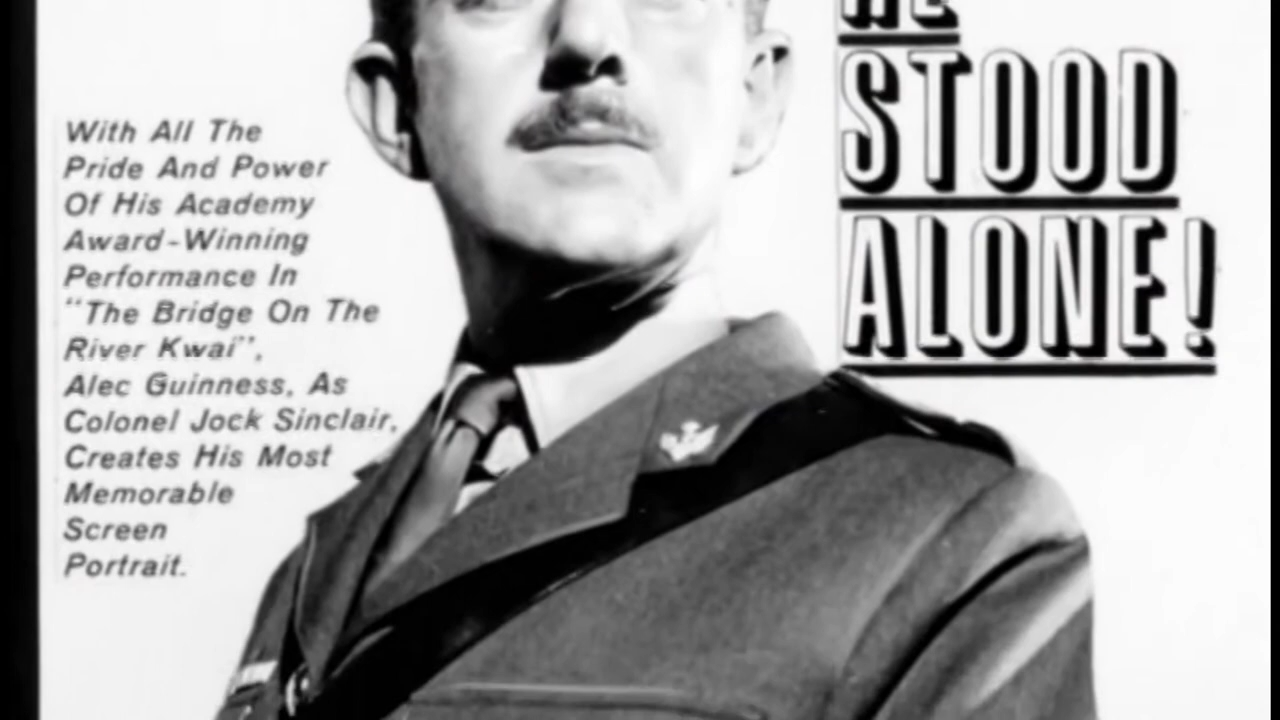 With All The
Pride And Power
Of His Academy
Award-Winning
Performance In
"The Bridge On The
River Kwai",
Alec Guinness, As
Colonel Jock Sinclair,
Creates His Most
Memorable
Screen
Portrait.
HE
STOOD
ALONE!